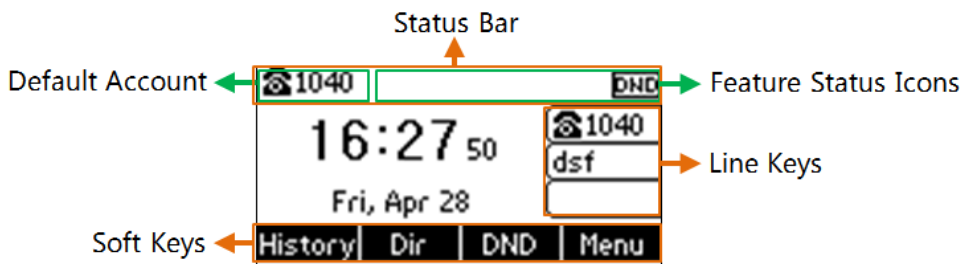 Status Bar
Default Account
☎1040
DND
Feature Status Icons
16:27 50
☎1040
dsf
Line Keys
Fri, Apr 28
Soft Keys
History Dir DND Menu